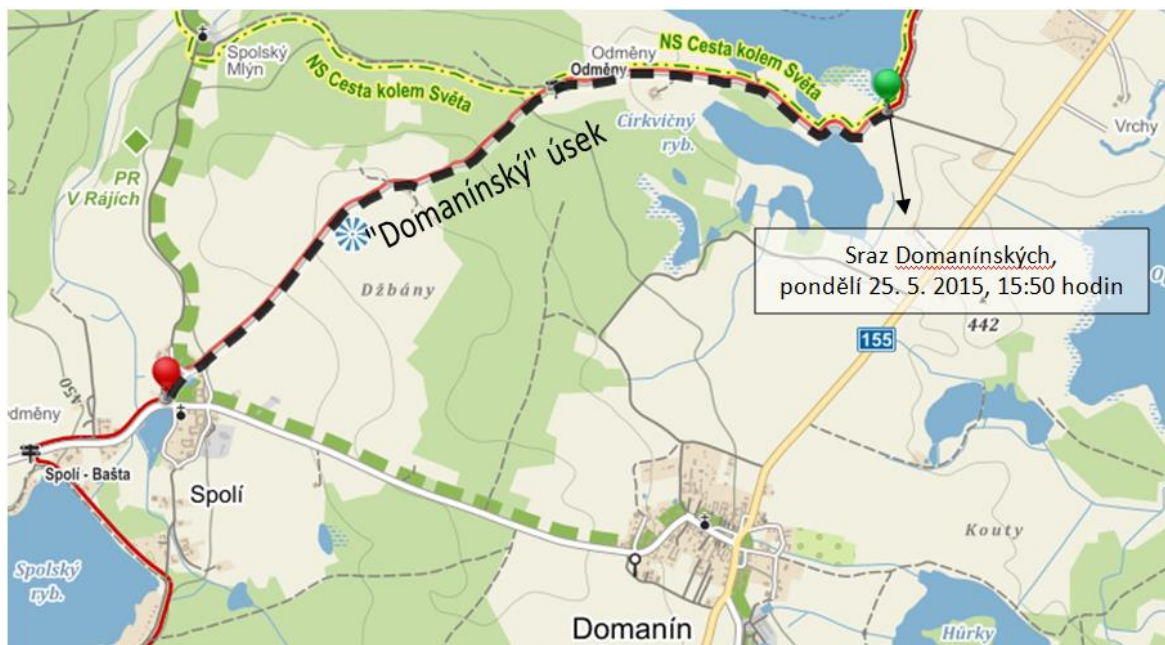 Spolský
Mlýn
NS Cesta kolem Světa
Odměny
Odměny
NS Cesta kolem Světa
Církvičný
ryb.
Vrchy
PR
V Rájích
"Domanínský" úsek
Džbány
Sraz Domanínských,
pondělí 25. 5. 2015, 15:50 hodin
442
155
450
Spolí - Bašta
Spolí
Spolský
ryb.
Kouty
Domanín
Hůrky